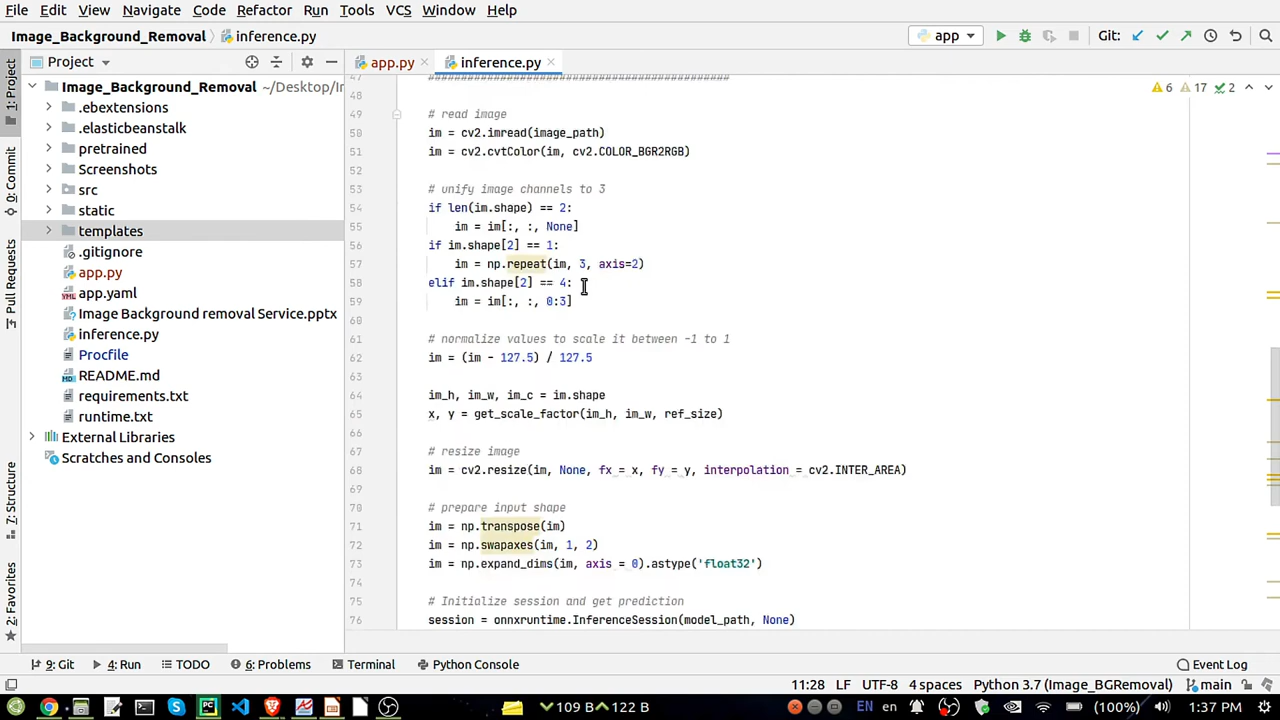 File Edit View Navigate Code Refactor Run Tools VCS Window Help
Image_Background_Removal inference.py app Git:
1: Project
0: Commit
Pull Requests
7: Structure
2: Favorites
Project
Image_Background_Removal ~/Desktop/Ir
.ebextensions
.elasticbeanstalk
pretrained
Screenshots
src
static
templates
.gitignore
app.py
app.yaml
Image Background removal Service.pptx
inference.py
Procfile
README.md
requirements.txt
runtime.txt
External Libraries
Scratches and Consoles
app.py inference.py
6 17 2
47 ##############################################
48
49 # read image
50 im = cv2.imread(image_path)
51 im = cv2.cvtColor(im, cv2.COLOR_BGR2RGB)
52
53 # unify image channels to 3
54 if len(im.shape) == 2:
55 im = im[:, :, None]
56 if im.shape[2] == 1:
57 im = np.repeat(im, 3, axis=2)
58 elif im.shape[2] == 4:
59 im = im[:, :, 0:3]
60
61 # normalize values to scale it between -1 to 1
62 im = (im - 127.5) / 127.5
63
64 im_h, im_w, im_c = im.shape
65 x, y = get_scale_factor(im_h, im_w, ref_size)
66
67 # resize image
68 im = cv2.resize(im, None, fx = x, fy = y, interpolation = cv2.INTER_AREA)
69
70 # prepare input shape
71 im = np.transpose(im)
72 im = np.swapaxes(im, 1, 2)
73 im = np.expand_dims(im, axis = 0).astype('float32')
74
75 # Initialize session and get prediction
76 session = onnxruntime.InferenceSession(model_path, None)
9: Git 4: Run TODO 6: Problems Terminal Python Console Event Log
11:28 LF UTF-8 4 spaces Python 3.7 (Image_BGRemoval) main
109 B 122 B EN en (100%) 1:37 PM